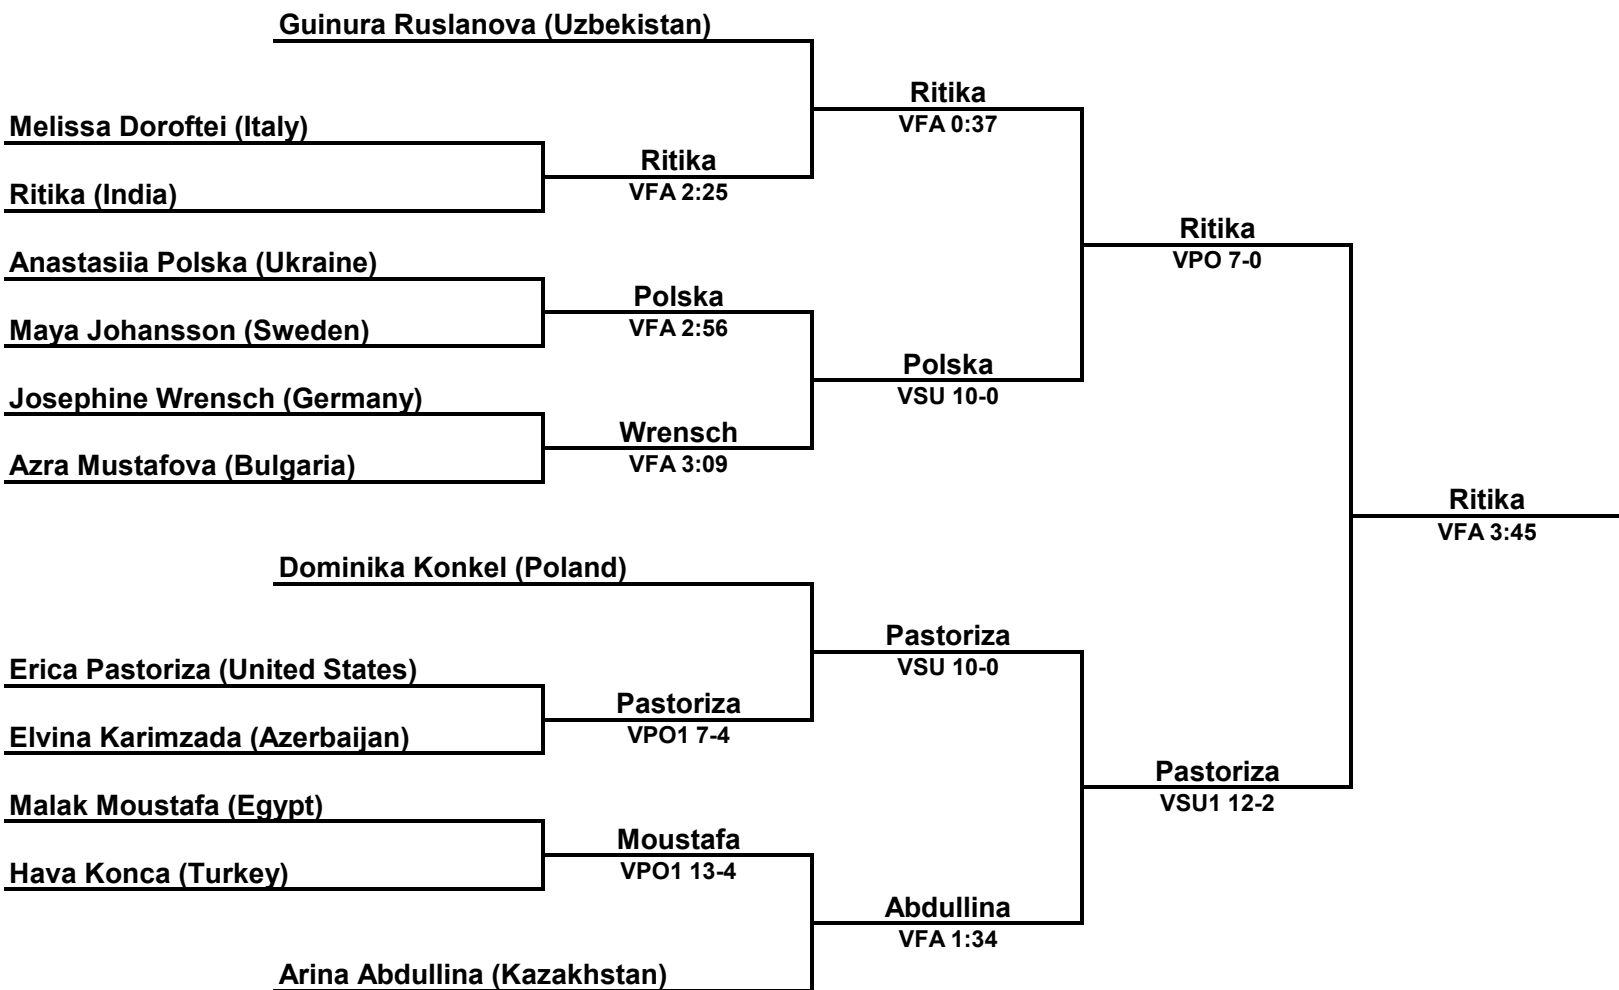 Guinura Ruslanova (Uzbekistan)
Ritika
VFA 0:37
Melissa Doroftei (Italy)
Ritika
VFA 2:25
Ritika (India)
Ritika
VPO 7-0
Anastasiia Polska (Ukraine)
Polska
VFA 2:56
Maya Johansson (Sweden)
Polska
VSU 10-0
Josephine Wrensch (Germany)
Wrensch
VFA 3:09
Azra Mustafova (Bulgaria)
Ritika
VFA 3:45
Dominika Konkel (Poland)
Pastoriza
VSU 10-0
Erica Pastoriza (United States)
Pastoriza
VPO1 7-4
Elvina Karimzada (Azerbaijan)
Pastoriza
VSU1 12-2
Malak Moustafa (Egypt)
Moustafa
VPO1 13-4
Hava Konca (Turkey)
Abdullina
VFA 1:34
Arina Abdullina (Kazakhstan)